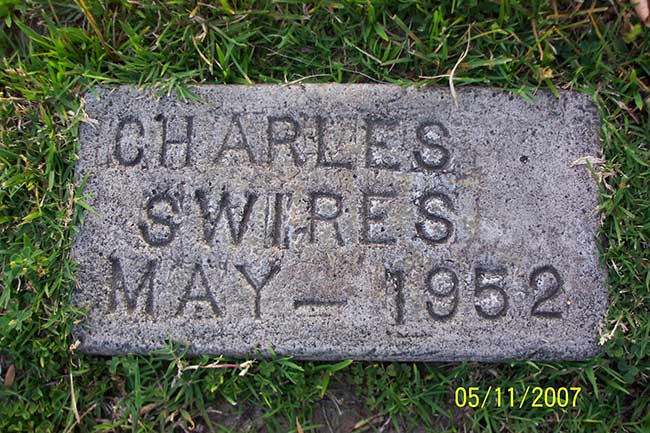 CHARLES
SWIRES
MAY — 1952
05/11/2007